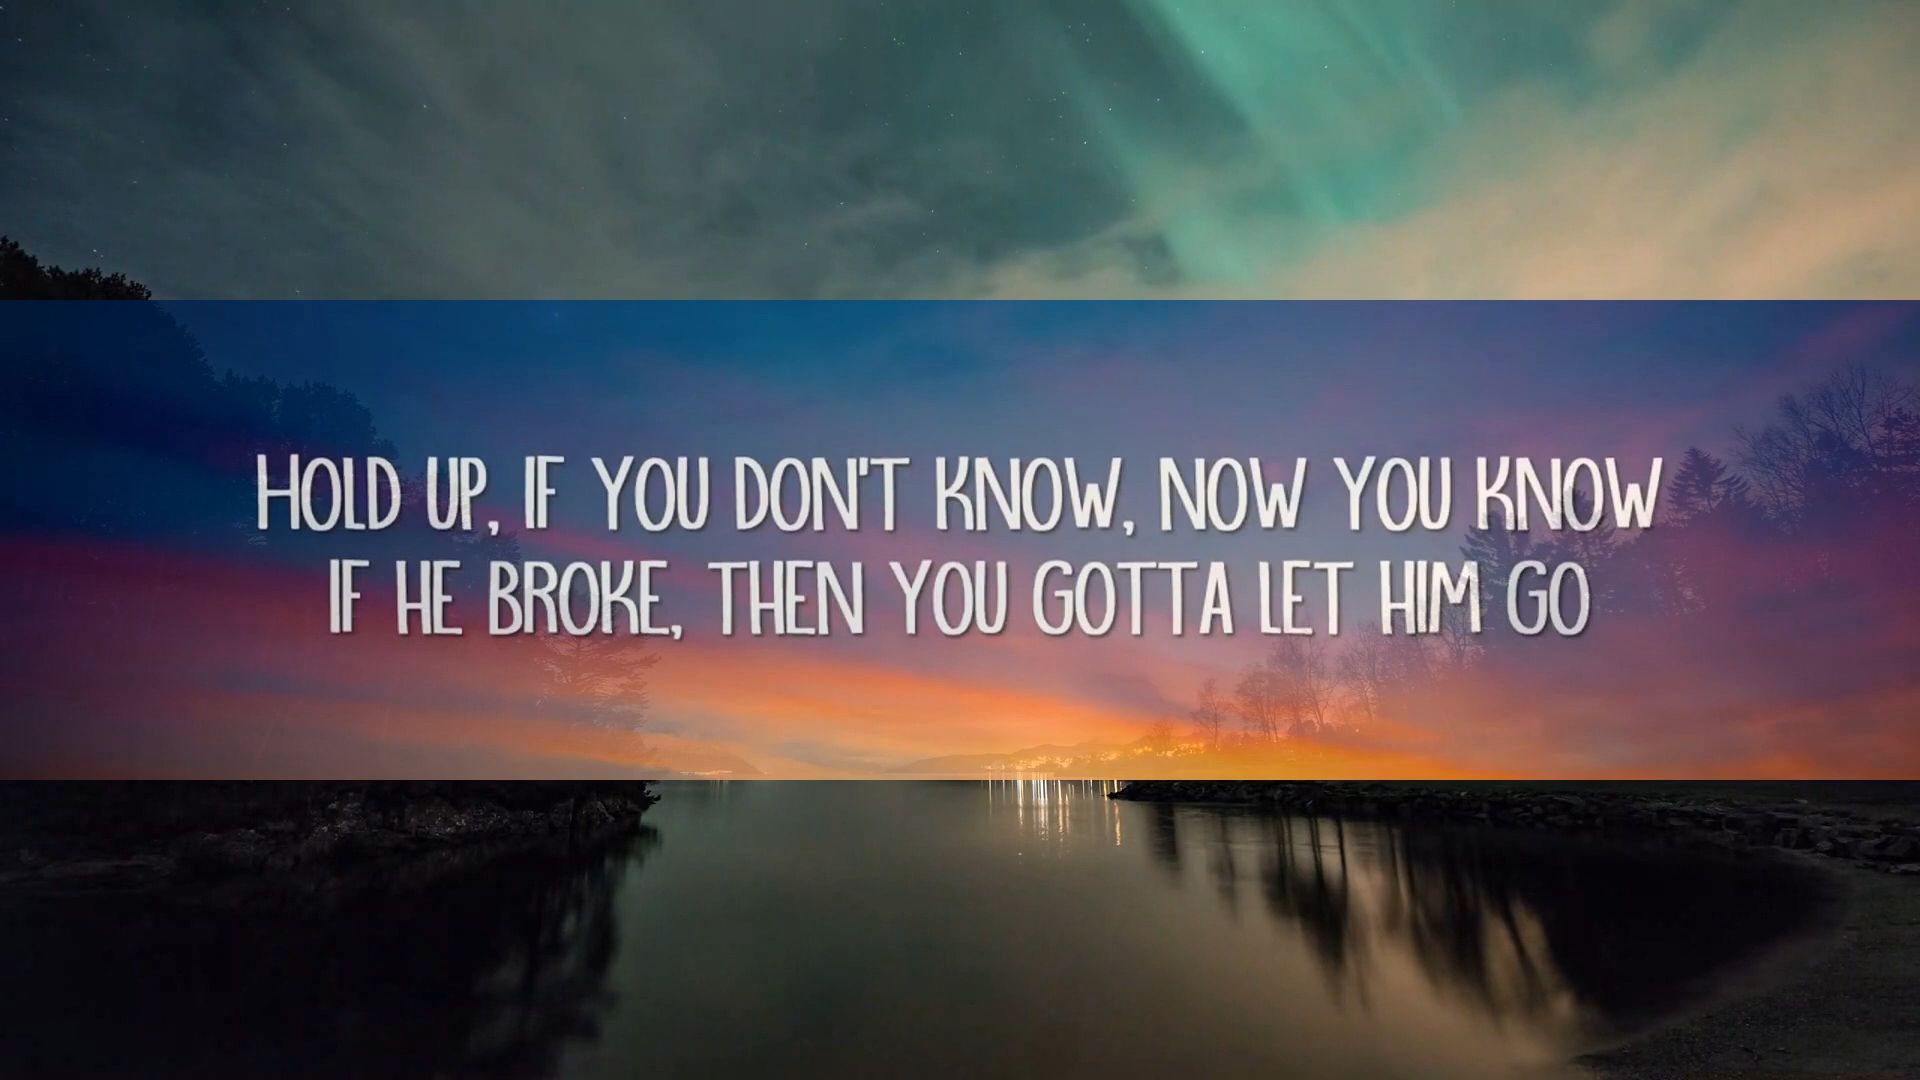 HOLD UP, IF YOU DON'T KNOW, NOW YOU KNOW
IF HE BROKE, THEN YOU GOTTA LET HIM GO